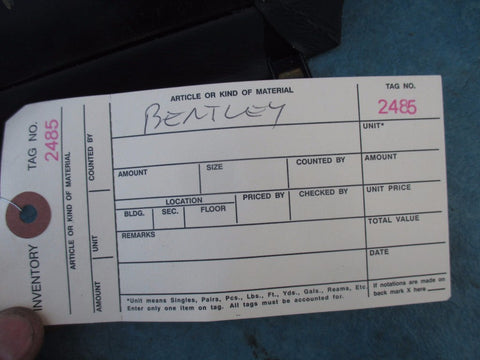 INVENTORY
TAG NO. 2485
ARTICLE OR KIND OF MATERIAL
AMOUNT UNIT COUNTED BY
ARTICLE OR KIND OF MATERIAL TAG NO.
BENTLEY 2485
UNIT*
AMOUNT SIZE COUNTED BY AMOUNT
LOCATION PRICED BY CHECKED BY UNIT PRICE
BLDG. SEC. FLOOR
REMARKS TOTAL VALUE
DATE
*Unit means Singles, Pairs, Pcs., Lbs., Ft., Yds., Gals., Reams, Etc.
Enter only one item on tag. All tags must be accounted for.
If notations are made on
back mark X here